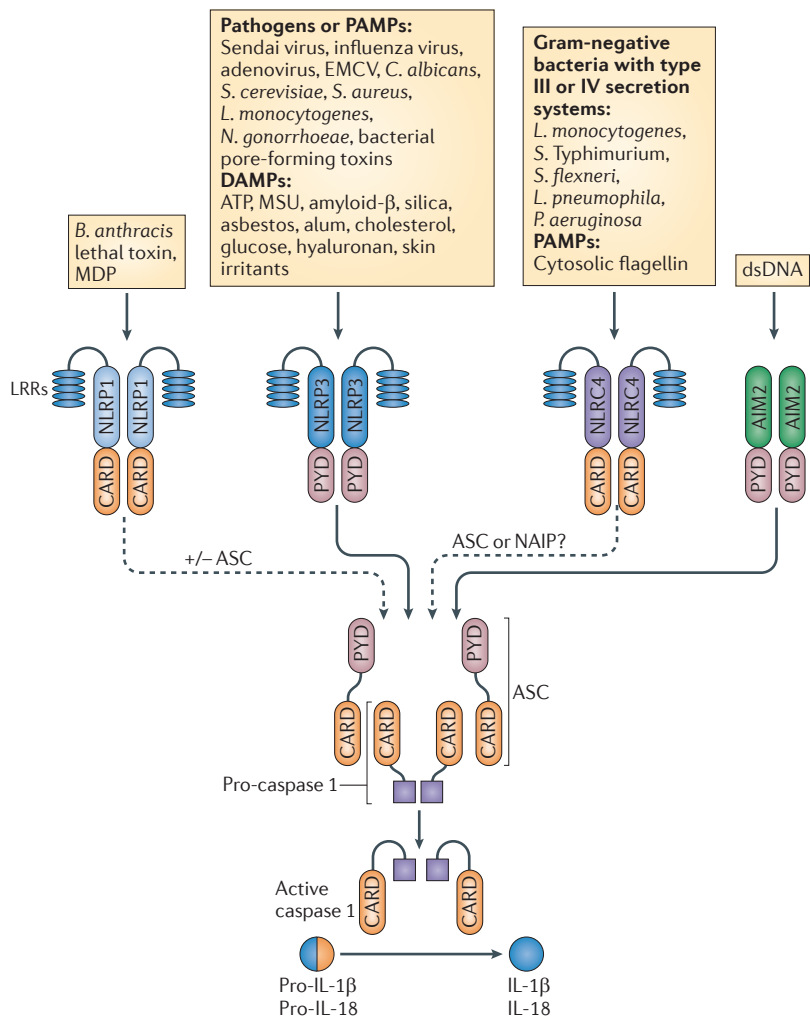 Pathogens or PAMPs:
Sendai virus, influenza virus,
adenovirus, EMCV, C. albicans,
S. cerevisiae, S. aureus,
L. monocytogenes,
N. gonorrhoeae, bacterial
pore-forming toxins
DAMPs:
ATP, MSU, amyloid-β, silica,
asbestos, alum, cholesterol,
glucose, hyaluronan, skin
irritants
Gram-negative
bacteria with type
III or IV secretion
systems:
L. monocytogenes,
S. Typhimurium,
S. flexneri,
L. pneumophila,
P. aeruginosa
PAMPs:
Cytosolic flagellin
B. anthracis
lethal toxin,
MDP
dsDNA
LRRs
NLRP1
NLRP1
NLRP3
NLRP3
NLRC4
NLRC4
AIM2
AIM2
CARD
CARD
PYD
PYD
CARD
CARD
PYD
PYD
+/– ASC
ASC or NAIP?
PYD
PYD
ASC
CARD
CARD
CARD
CARD
Pro-caspase 1
Active
caspase 1
CARD
CARD
Pro-IL-1β
Pro-IL-18
IL-1β
IL-18